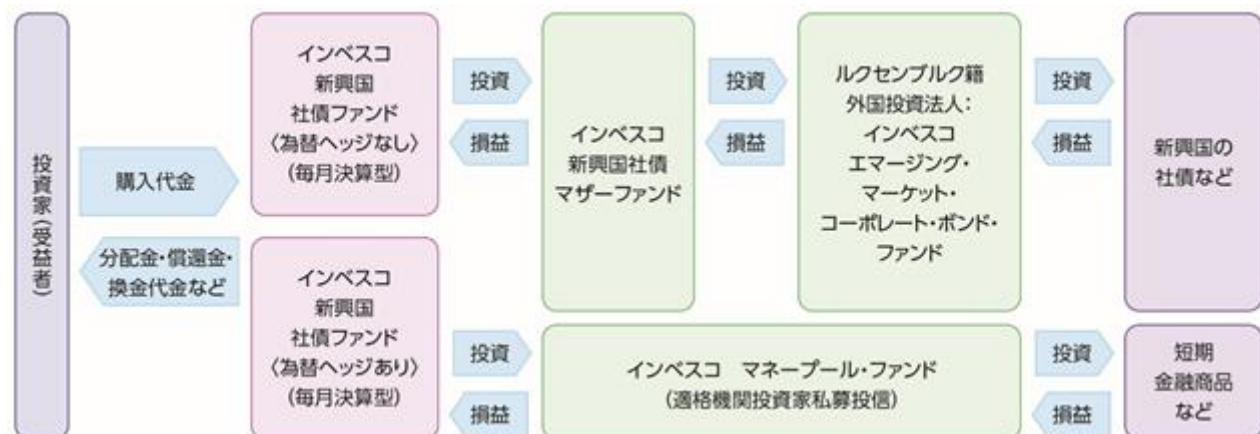 投資家(受益者)
購入代金
分配金・償還金・
換金代金など
インベスコ
新興国
社債ファンド
〈為替ヘッジなし〉
(毎月決算型)
インベスコ
新興国
社債ファンド
〈為替ヘッジあり〉
(毎月決算型)
投資
損益
インベスコ
新興国社債
マザーファンド
投資
損益
ルクセンブルク籍
外国投資法人:
インベスコ
エマージング・
マーケット・
コーポレート・ボンド・
ファンド
投資
損益
新興国の
社債など
投資
損益
インベスコ マネープール・ファンド
(適格機関投資家私募投信)
投資
損益
短期
金融商品
など